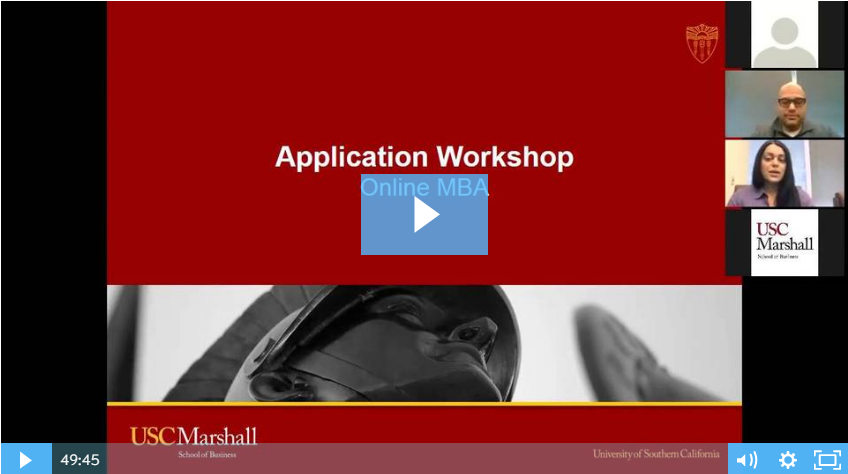 Application Workshop
Online MBA
USC
Marshall
School of Business
USC Marshall
School of Business
University of Southern California
49:45